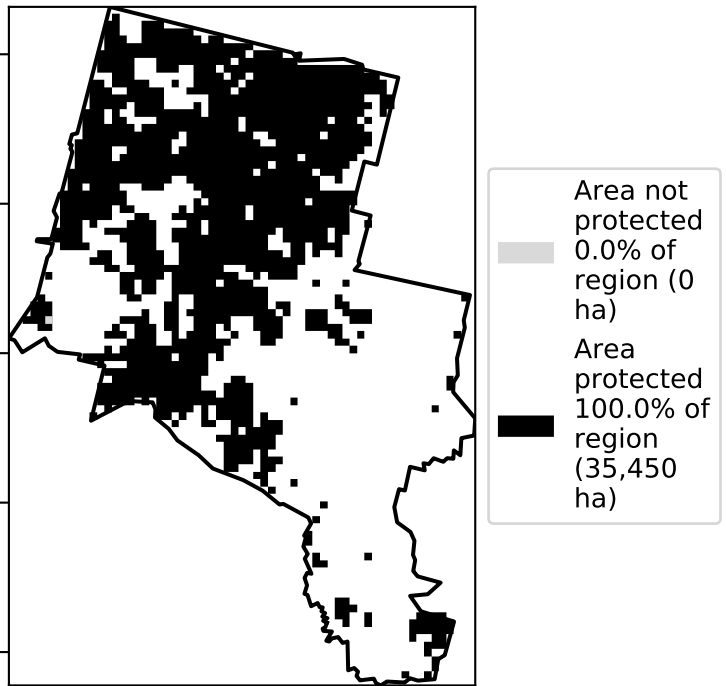 Area not
protected
0.0% of
region (0
ha)
Area
protected
100.0% of
region
(35,450
ha)